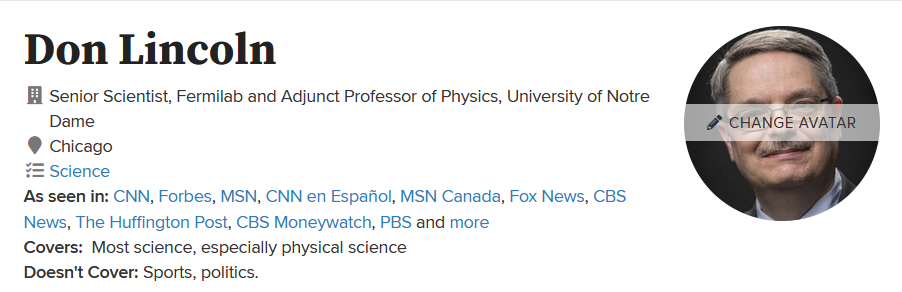 Don Lincoln
Senior Scientist, Fermilab and Adjunct Professor of Physics, University of Notre
Dame
Chicago
Science
As seen in: CNN, Forbes, MSN, CNN en Español, MSN Canada, Fox News, CBS
News, The Huffington Post, CBS Moneywatch, PBS and more
Covers: Most science, especially physical science
Doesn't Cover: Sports, politics.
CHANGE AVATAR